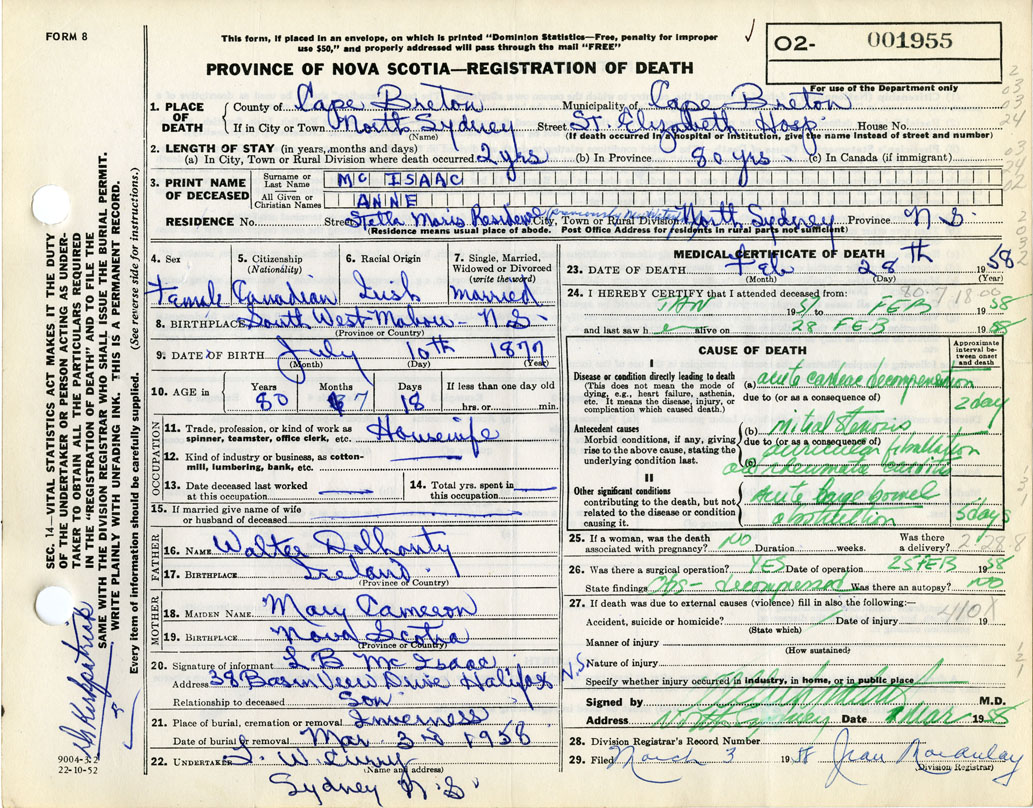 FORM 8
This form, if placed in an envelope, on which is printed "Dominion Statistics—Free, penalty for improper
use $50," and properly addressed will pass through the mail "FREE"
O2- 001955
PROVINCE OF NOVA SCOTIA—REGISTRATION OF DEATH
For use of the Department only
1. PLACE OF DEATH County of Cape Breton Municipality of Cape Breton
If in City or Town North Sydney Street St. Elizabeth Hosp. House No.
(Name) (If death occurred in a hospital or institution, give the name instead of street and number)
2. LENGTH OF STAY (in years, months and days)
(a) In City, Town or Rural Division where death occurred 2 yrs (b) In Province 80 yrs. (c) In Canada (if immigrant)
3. PRINT NAME OF DECEASED Surname or Last Name Mc ISAAC
All Given or Christian Names ANNE
RESIDENCE No. Street Stella Maris Residence City, Town or Rural Division North Sydney Province N.S.
(Residence means usual place of abode. Post Office Address for residents in rural parts not sufficient)
4. Sex Female
5. Citizenship (Nationality) Canadian
6. Racial Origin Irish
7. Single, Married, Widowed or Divorced (write the word) Married
8. BIRTHPLACE South West Mabou - N.S.
(Province or Country)
9. DATE OF BIRTH July 10th 1877
(Month) (Day) (Year)
10. AGE in Years 80 Months 7 Days 18 If less than one day old hrs. or min.
OCCUPATION
11. Trade, profession, or kind of work as spinner, teamster, office clerk, etc. Housewife
12. Kind of industry or business, as cotton-mill, lumbering, bank, etc.
13. Date deceased last worked at this occupation
14. Total yrs. spent in this occupation
15. If married give name of wife or husband of deceased
FATHER
16. NAME Walter Dolhanty
17. BIRTHPLACE Ireland
(Province or Country)
MOTHER
18. MAIDEN NAME Mary Cameron
19. BIRTHPLACE Nova Scotia
(Province or Country)
20. Signature of informant L B Mc Isaac
Address 38 Basin View Drive Halifax N.S.
Relationship to deceased Son
21. Place of burial, cremation or removal Inverness
Date of burial or removal Mar 3rd 1958
22. UNDERTAKER T. W. Curry
(Name and address)
Sydney N.S.
MEDICAL CERTIFICATE OF DEATH
23. DATE OF DEATH Feb 28th 1958
(Month) (Day) (Year)
24. I HEREBY CERTIFY that I attended deceased from:
JAN 1957 to FEB 1958
and last saw her alive on 28 FEB 1958
CAUSE OF DEATH
Approximate interval between onset and death
I
Disease or condition directly leading to death
(This does not mean the mode of dying, e.g., heart failure, asthenia, etc. It means the disease, injury, or complication which caused death.)
(a) acute cardiac decompensation
due to (or as a consequence of) 2 day
Antecedent causes
Morbid conditions, if any, giving rise to the above cause, stating the underlying condition last.
(b) mitral stenosis
due to (or as a consequence of)
(c) auricular fibrillation
old rheumatic
II
Other significant conditions
contributing to the death, but not related to the disease or condition causing it.
acute large bowel
obstruction 5 days
25. If a woman, was the death associated with pregnancy? NO Duration weeks. Was there a delivery?
26. Was there a surgical operation? YES Date of operation 25 FEB 1958
State findings decompressed Was there an autopsy? NO
27. If death was due to external causes (violence) fill in also the following:—
Accident, suicide or homicide? Date of injury 19
(State which)
Manner of injury
(How sustained)
Nature of injury
Specify whether injury occurred in industry, in home, or in public place
Signed by M.D.
Address North Sydney Date Mar 1958
28. Division Registrar's Record Number
29. Filed March 3 1958 Jean Macaulay
(Division Registrar)
SEC. 14—VITAL STATISTICS ACT MAKES IT THE DUTY
OF THE UNDERTAKER OR PERSON ACTING AS UNDER-
TAKER TO OBTAIN ALL THE PARTICULARS REQUIRED
IN THE "REGISTRATION OF DEATH" AND TO FILE THE
SAME WITH THE DIVISION REGISTRAR WHO SHALL ISSUE THE BURIAL PERMIT.
WRITE PLAINLY WITH UNFADING INK. THIS IS A PERMANENT RECORD.
Every item of information should be carefully supplied. (See reverse side for instructions.)
22-10-52